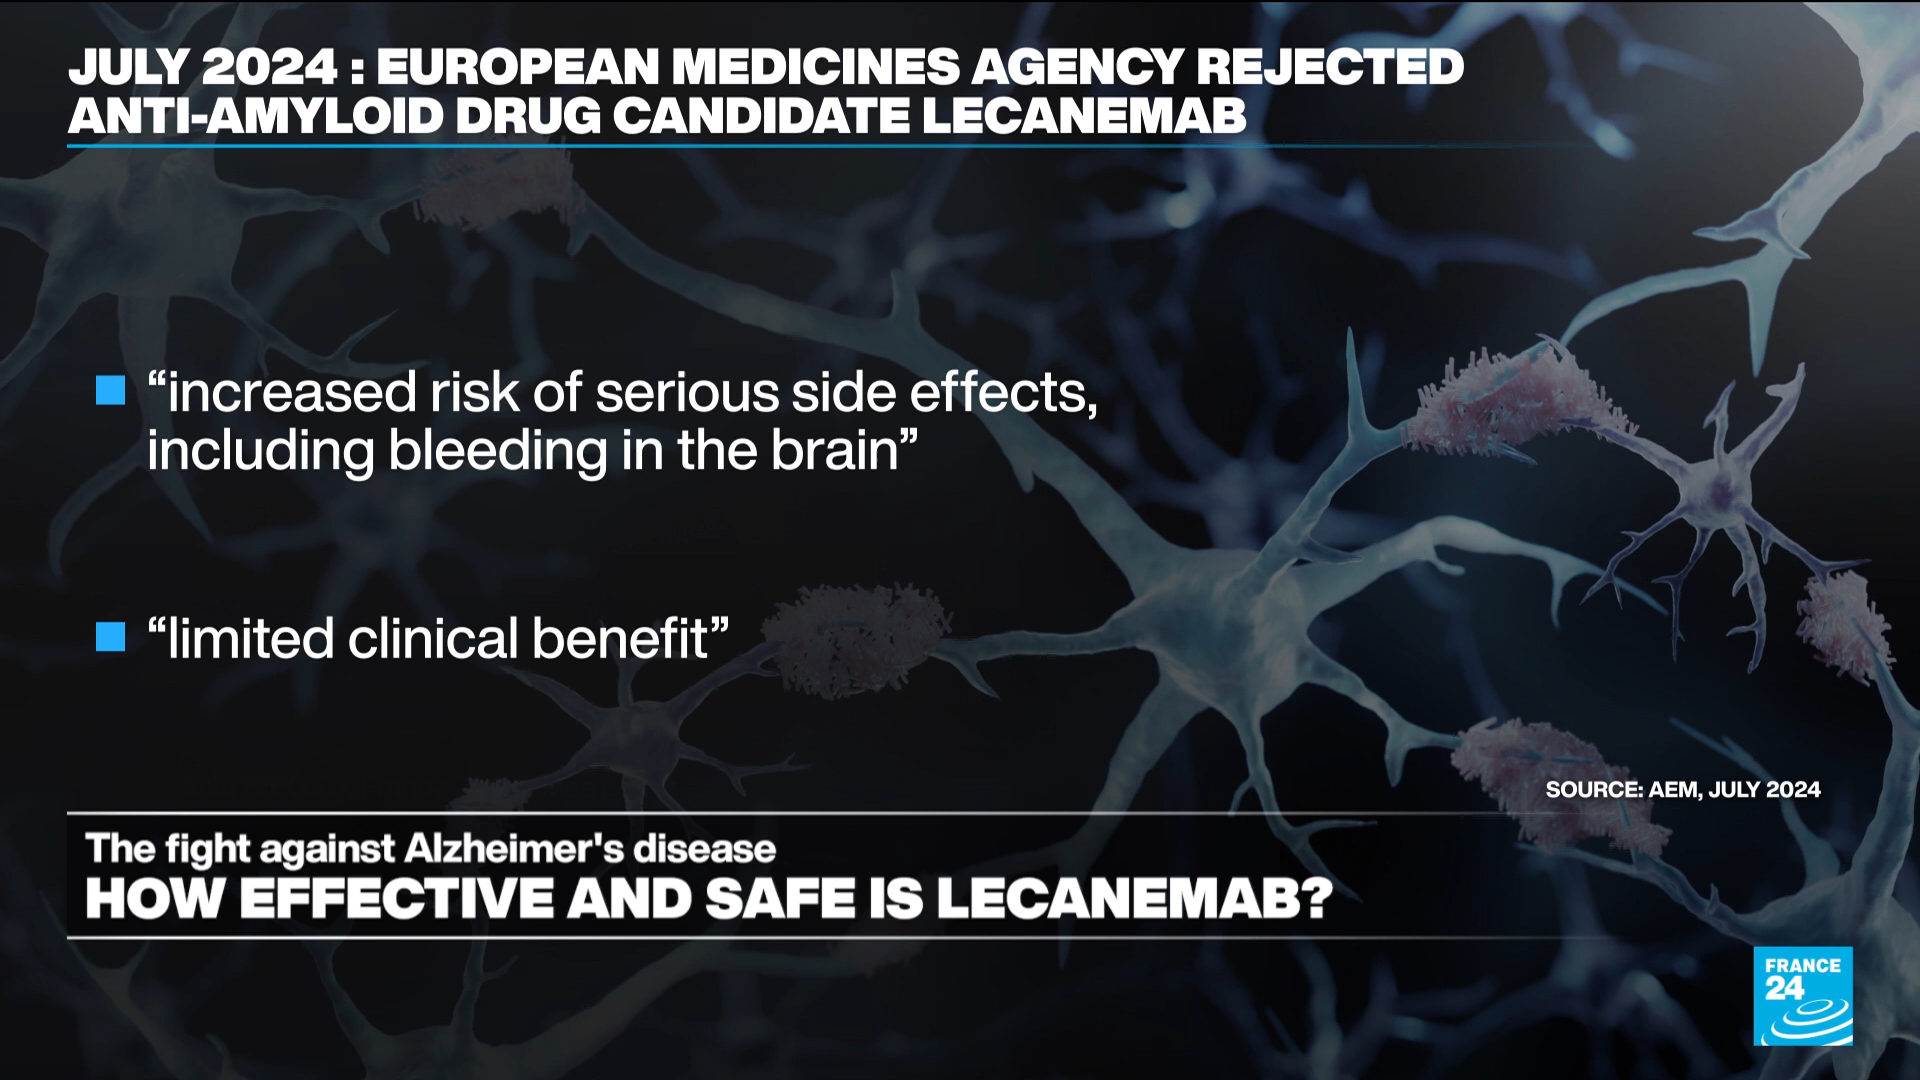 JULY 2024 : EUROPEAN MEDICINES AGENCY REJECTED
ANTI-AMYLOID DRUG CANDIDATE LECANEMAB
“increased risk of serious side effects,
including bleeding in the brain”
“limited clinical benefit”
SOURCE: AEM, JULY 2024
The fight against Alzheimer's disease
HOW EFFECTIVE AND SAFE IS LECANEMAB?
FRANCE
24